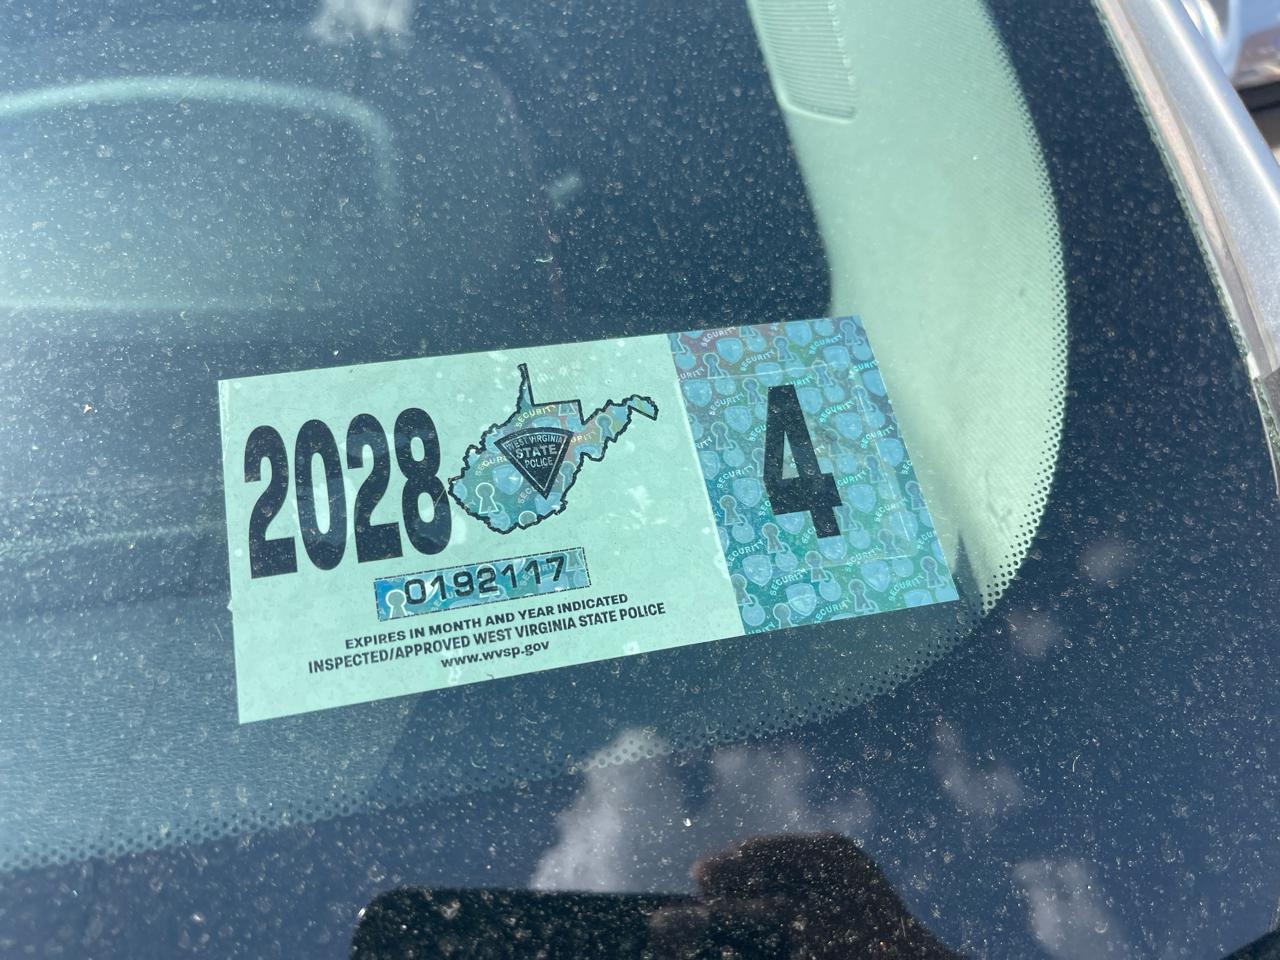 2028
WEST VIRGINIA
STATE
POLICE
4
0192117
EXPIRES IN MONTH AND YEAR INDICATED
INSPECTED/APPROVED WEST VIRGINIA STATE POLICE
www.wvsp.gov
SECURITY